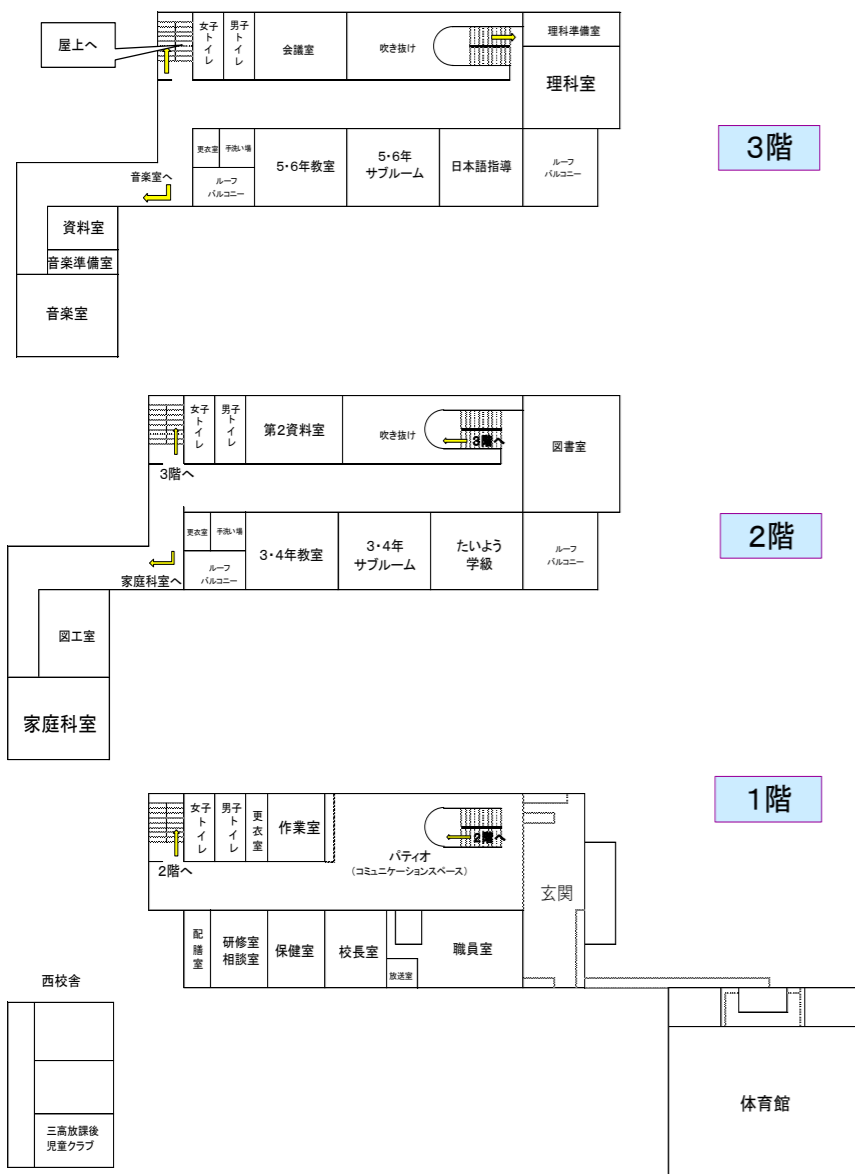 屋上へ
女子トイレ
男子トイレ
会議室
吹き抜け
理科準備室
理科室
3階
更衣室
手洗い場
ルーフ
バルコニー
5・6年教室
5・6年
サブルーム
日本語指導
ルーフ
バルコニー
音楽室へ
資料室
音楽準備室
音楽室
女子トイレ
男子トイレ
第2資料室
吹き抜け
3階へ
図書室
3階へ
2階
更衣室
手洗い場
ルーフ
バルコニー
3・4年教室
3・4年
サブルーム
たいよう
学級
ルーフ
バルコニー
家庭科室へ
図工室
家庭科室
1階
女子トイレ
男子トイレ
更衣室
作業室
2階へ
パティオ
(コミュニケーションスペース)
2階へ
玄関
配膳室
研修室
相談室
保健室
校長室
放送室
職員室
西校舎
三高放課後
児童クラブ
体育館